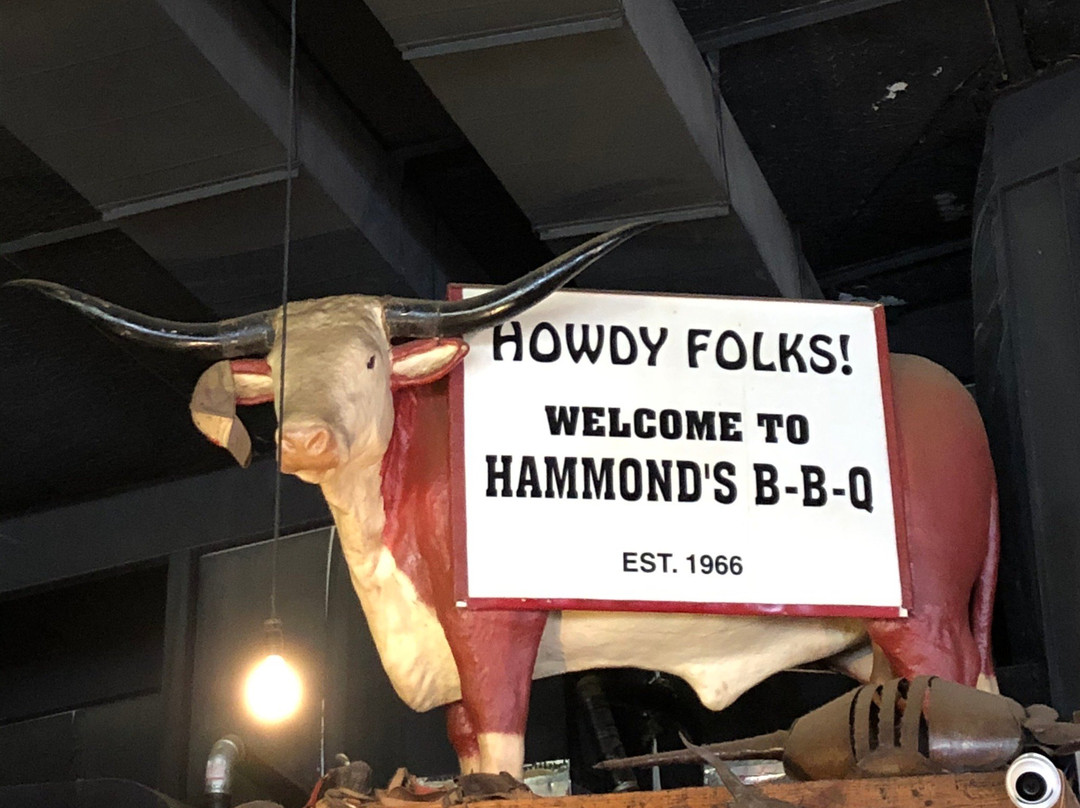 HOWDY FOLKS!
WELCOME TO
HAMMOND'S B-B-Q
EST. 1966